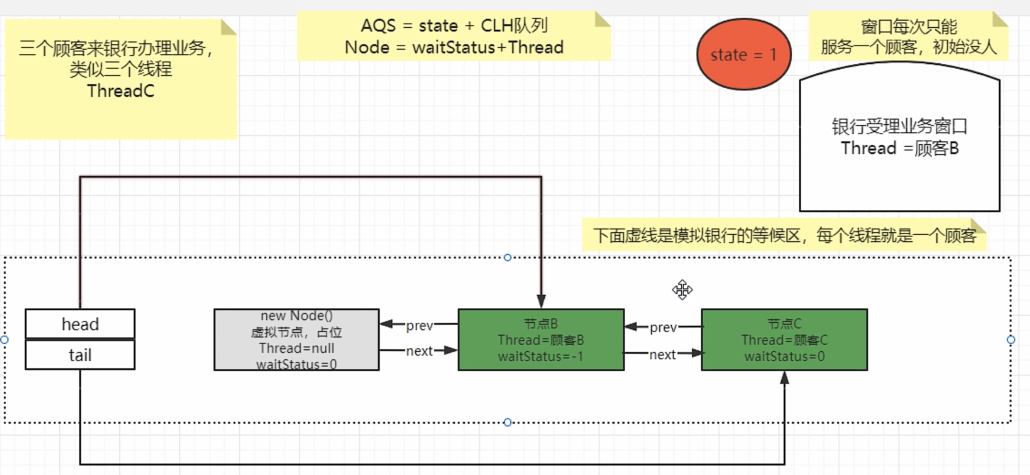 三个顾客来银行办理业务,
类似三个线程
ThreadC
AQS = state + CLH队列
Node = waitStatus+Thread
state = 1
窗口每次只能
服务一个顾客，初始没人
银行受理业务窗口
Thread =顾客B
下面虚线是模拟银行的等候区，每个线程就是一个顾客
head
tail
new Node()
虚拟节点，占位
Thread=null
waitStatus=0
prev
next
节点B
Thread=顾客B
waitStatus=-1
prev
next
节点C
Thread=顾客C
waitStatus=0